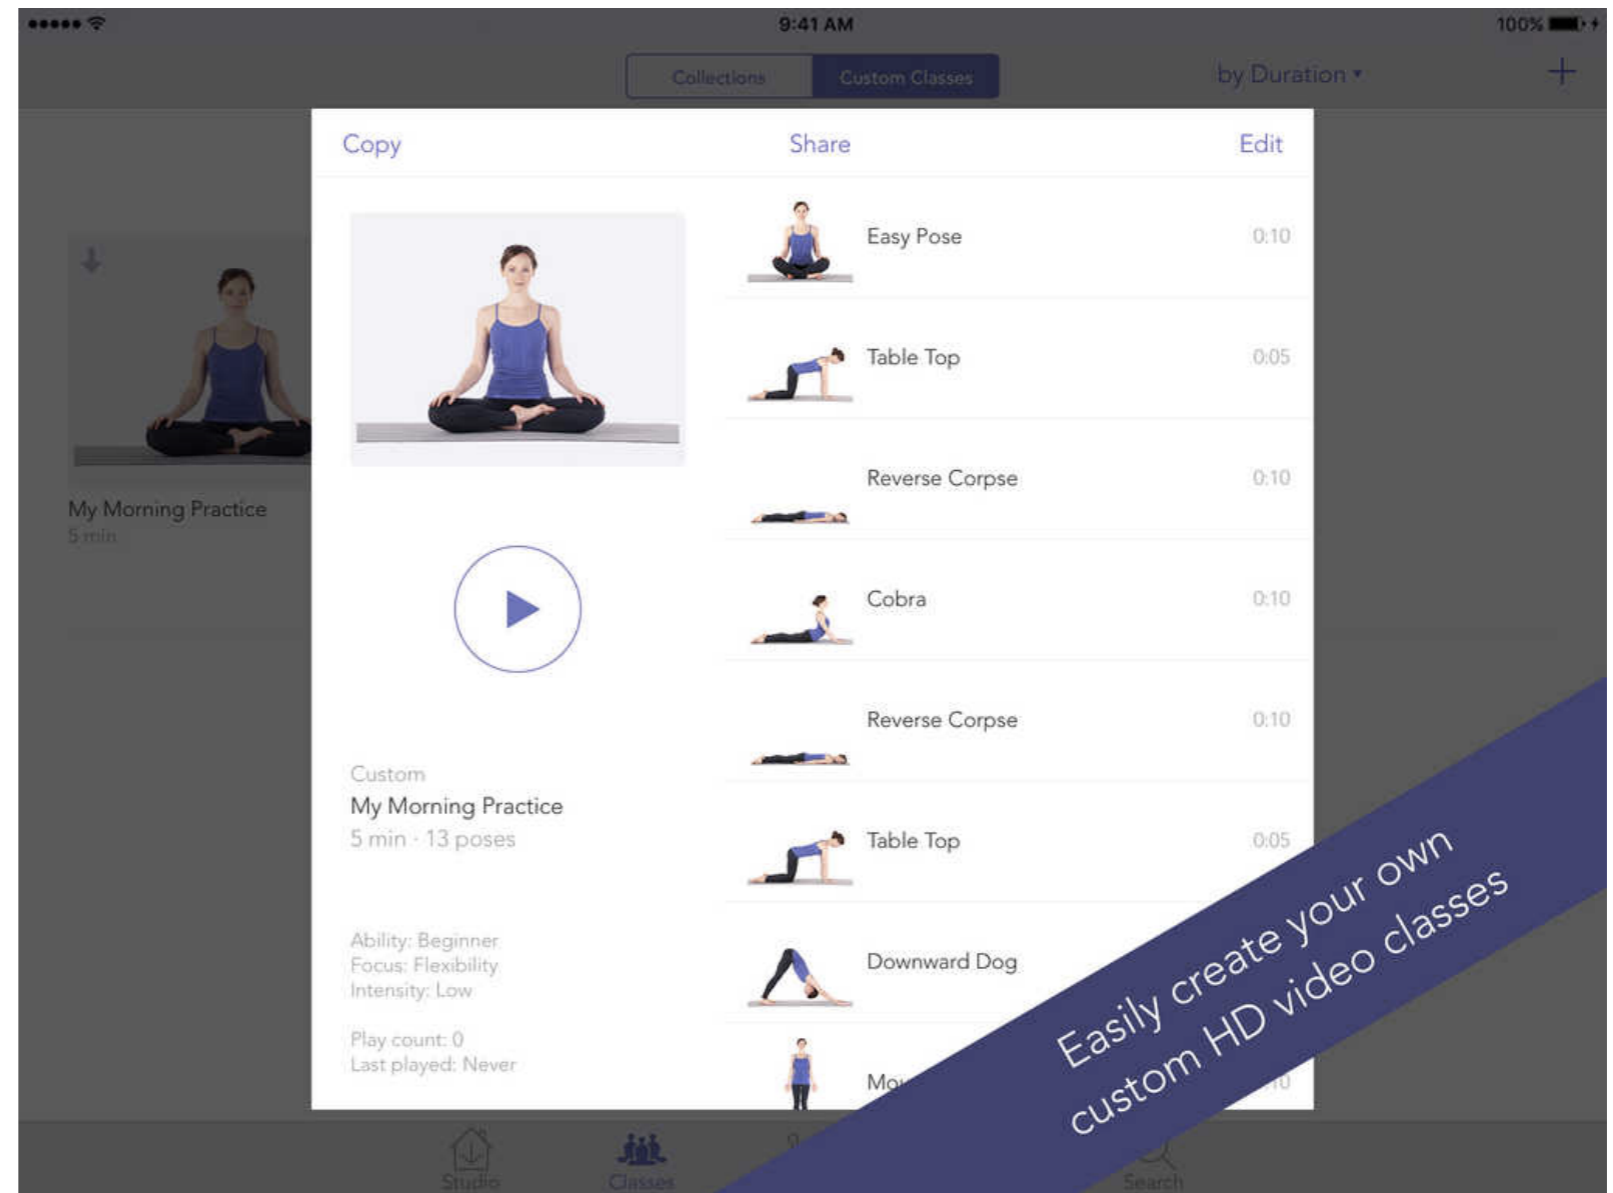 9:41 AM
100%
Collections
Custom Classes
by Duration
Copy
Share
Edit
My Morning Practice
5 min
Easy Pose 0:10
Table Top 0:05
Reverse Corpse 0:10
Cobra 0:10
Reverse Corpse 0:10
Table Top 0:05
Downward Dog
Custom
My Morning Practice
5 min · 13 poses
Ability: Beginner
Focus: Flexibility
Intensity: Low
Play count: 0
Last played: Never
Easily create your own
custom HD video classes
Studio
Classes
Search